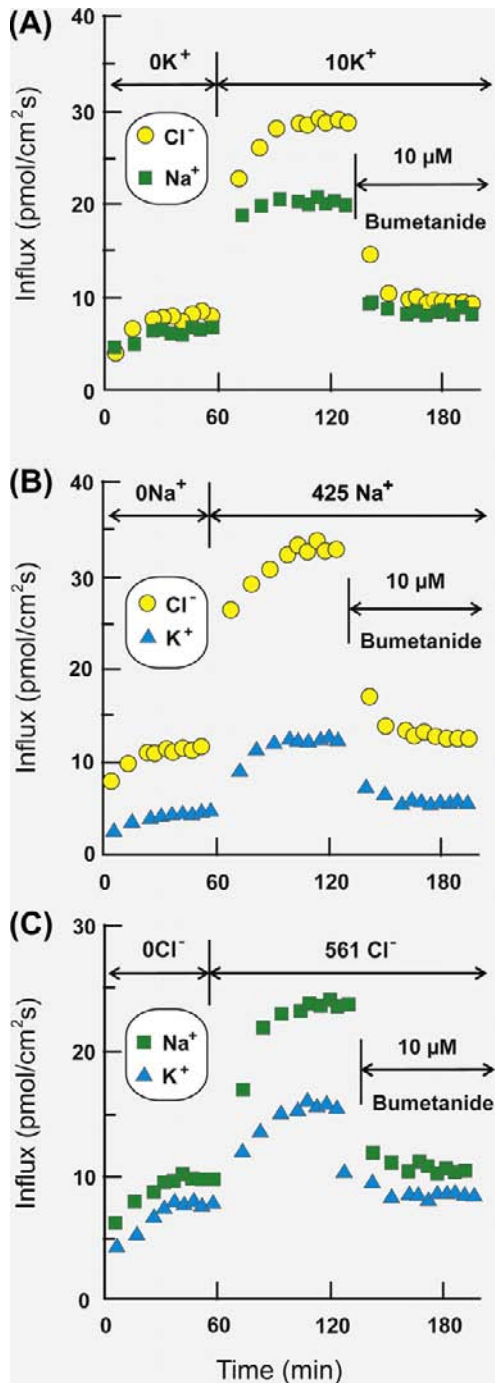 (A)
40
0K⁺ 10K⁺
30
Cl⁻
Na⁺
10 µM
Bumetanide
20
10
0
Influx (pmol/cm²s)
0 60 120 180
(B)
40
0Na⁺ 425 Na⁺
30
Cl⁻
K⁺
10 µM
Bumetanide
20
10
0
Influx (pmol/cm²s)
0 60 120 180
(C)
30
0Cl⁻ 561 Cl⁻
Na⁺
K⁺
10 µM
Bumetanide
20
10
0
Influx (pmol/cm²s)
0 60 120 180
Time (min)